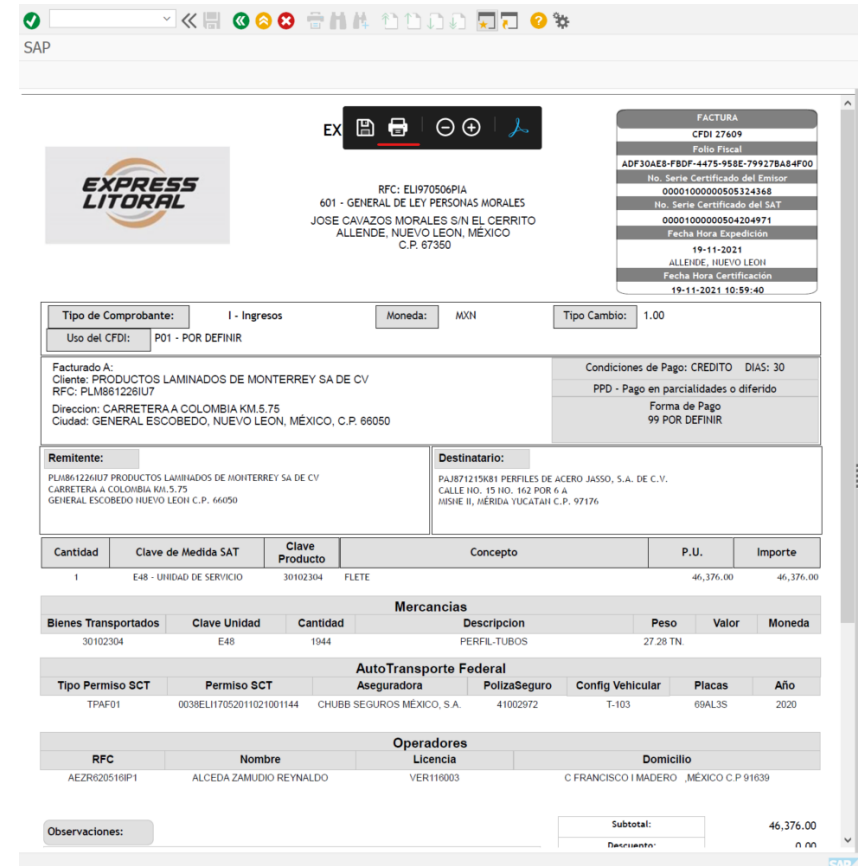 SAP
EX
EXPRESS
LITORAL
RFC: ELI970506PIA
601 - GENERAL DE LEY PERSONAS MORALES
JOSE CAVAZOS MORALES S/N EL CERRITO
ALLENDE, NUEVO LEON, MÉXICO
C.P. 67350
FACTURA
CFDI 27609
Folio Fiscal
ADF30AE8-FBDF-4475-958E-79927BA84F00
No. Serie Certificado del Emisor
00001000000505324368
No. Serie Certificado del SAT
00001000000504204971
Fecha Hora Expedición
19-11-2021
ALLENDE, NUEVO LEON
Fecha Hora Certificación
19-11-2021 10:59:40
Tipo de Comprobante: I - Ingresos Moneda: MXN Tipo Cambio: 1.00
Uso del CFDI: P01 - POR DEFINIR
Facturado A:
Cliente: PRODUCTOS LAMINADOS DE MONTERREY SA DE CV
RFC: PLM861226IU7
Direccion: CARRETERA A COLOMBIA KM.5.75
Ciudad: GENERAL ESCOBEDO, NUEVO LEON, MÉXICO, C.P. 66050
Condiciones de Pago: CREDITO DIAS: 30
PPD - Pago en parcialidades o diferido
Forma de Pago
99 POR DEFINIR
Remitente:
PLM861226IU7 PRODUCTOS LAMINADOS DE MONTERREY SA DE CV
CARRETERA A COLOMBIA KM.5.75
GENERAL ESCOBEDO NUEVO LEON C.P. 66050
Destinatario:
PAJ871215K81 PERFILES DE ACERO JASSO, S.A. DE C.V.
CALLE NO. 15 NO. 162 POR 6 A
MISNE II, MÉRIDA YUCATAN C.P. 97176
Cantidad Clave de Medida SAT Clave Producto Concepto P.U. Importe
1 E48 - UNIDAD DE SERVICIO 30102304 FLETE 46,376.00 46,376.00
Mercancias
Bienes Transportados Clave Unidad Cantidad Descripcion Peso Valor Moneda
30102304 E48 1944 PERFIL-TUBOS 27.28 TN.
AutoTransporte Federal
Tipo Permiso SCT Permiso SCT Aseguradora PolizaSeguro Config Vehicular Placas Año
TPAF01 0038ELI17052011021001144 CHUBB SEGUROS MÉXICO, S.A. 41002972 T-103 69AL3S 2020
Operadores
RFC Nombre Licencia Domicilio
AEZR620516IP1 ALCEDA ZAMUDIO REYNALDO VER116003 C FRANCISCO I MADERO ,MÉXICO C.P 91639
Observaciones:
Subtotal: 46,376.00
Descuento: 0.00
SAP